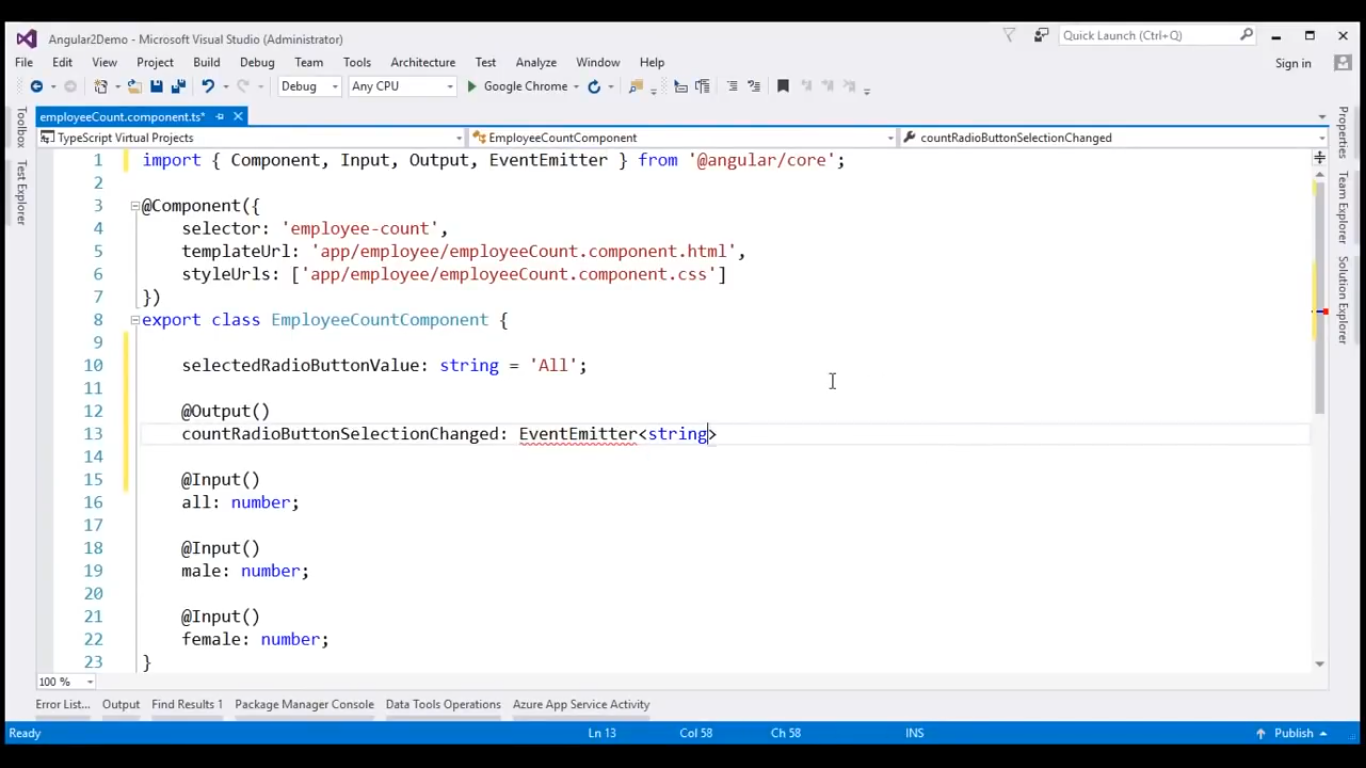 Angular2Demo - Microsoft Visual Studio (Administrator)
Quick Launch (Ctrl+Q)
File Edit View Project Build Debug Team Tools Architecture Test Analyze Window Help
Sign in
Debug Any CPU Google Chrome
employeeCount.component.ts*
TypeScript Virtual Projects EmployeeCountComponent countRadioButtonSelectionChanged
Toolbox
Test Explorer
Properties
Team Explorer
Solution Explorer
1 import { Component, Input, Output, EventEmitter } from '@angular/core';
2
3 @Component({
4 selector: 'employee-count',
5 templateUrl: 'app/employee/employeeCount.component.html',
6 styleUrls: ['app/employee/employeeCount.component.css']
7 })
8 export class EmployeeCountComponent {
9
10 selectedRadioButtonValue: string = 'All';
11
12 @Output()
13 countRadioButtonSelectionChanged: EventEmitter<string>
14
15 @Input()
16 all: number;
17
18 @Input()
19 male: number;
20
21 @Input()
22 female: number;
23 }
100 %
Error List... Output Find Results 1 Package Manager Console Data Tools Operations Azure App Service Activity
Ready Ln 13 Col 58 Ch 58 INS Publish